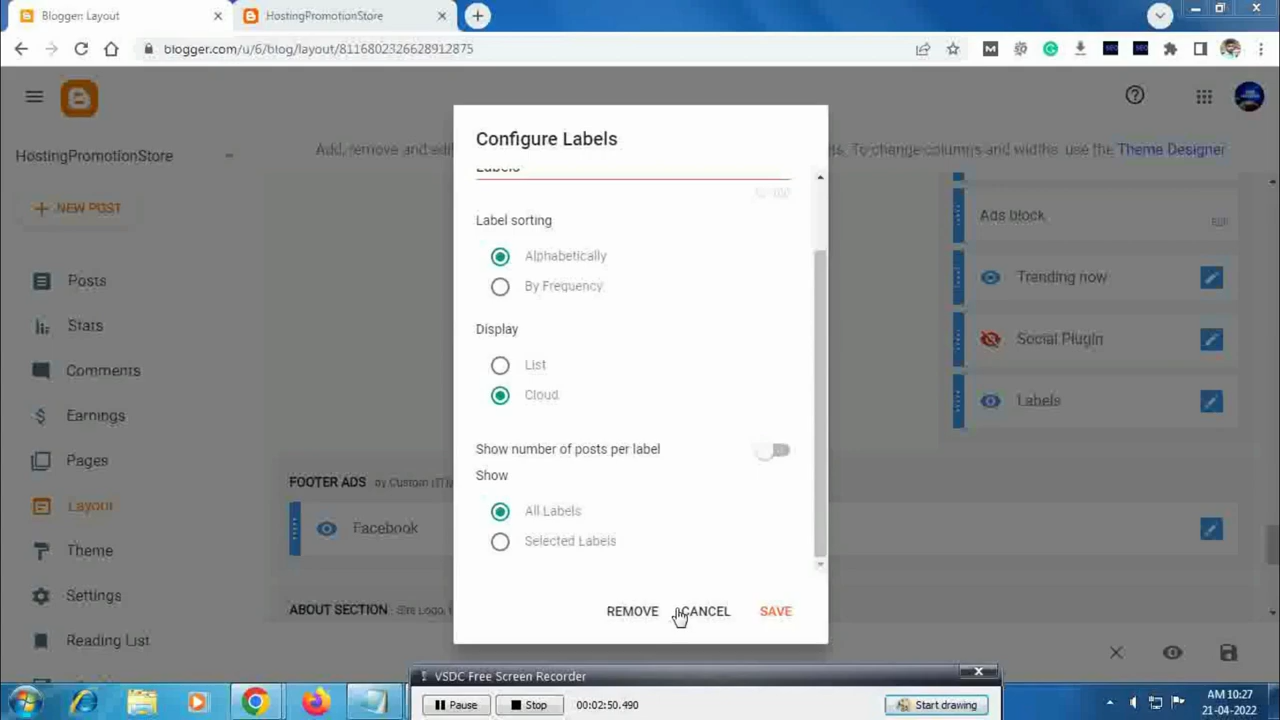 Blogger: Layout
HostingPromotionStore
blogger.com/u/6/blog/layout/8116802326628912875
HostingPromotionStore
Add, remove and edit
To change columns and widths, use the Theme Designer
NEW POST
Posts
Stats
Comments
Earnings
Pages
Layout
Theme
Settings
Reading List
Configure Labels
Labels
Label sorting
Alphabetically
By Frequency
Display
List
Cloud
Show number of posts per label
Show
All Labels
Selected Labels
REMOVE
CANCEL
SAVE
Ads block
Trending now
Social Plugin
Labels
FOOTER ADS
Facebook
ABOUT SECTION
VSDC Free Screen Recorder
Pause
Stop
00:02:50.490
Start drawing
AM 10:27
21-04-2022